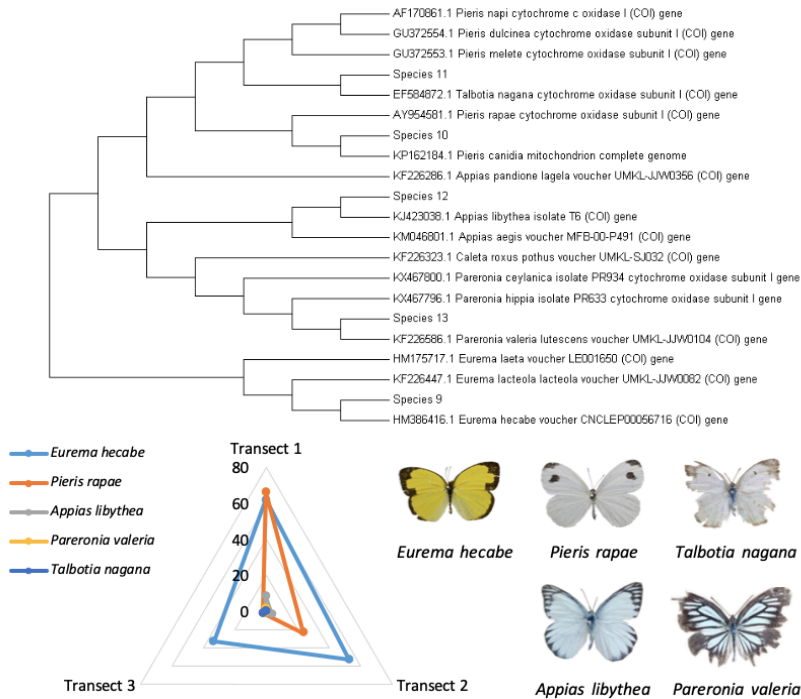 AF170861.1 Pieris napi cytochrome c oxidase I (COI) gene
GU372554.1 Pieris dulcinea cytochrome oxidase subunit I (COI) gene
GU372553.1 Pieris melete cytochrome oxidase subunit I (COI) gene
Species 11
EF584872.1 Talbotia nagana cytochrome oxidase subunit I (COI) gene
AY954581.1 Pieris rapae cytochrome oxidase subunit I (COI) gene
Species 10
KP162184.1 Pieris canidia mitochondrion complete genome
KF226286.1 Appias pandione lagela voucher UMKL-JJW0356 (COI) gene
Species 12
KJ423038.1 Appias libythea isolate T6 (COI) gene
KM046801.1 Appias aegis voucher MFB-00-P491 (COI) gene
KF226323.1 Caleta roxus pothus voucher UMKL-SJ032 (COI) gene
KX467800.1 Pareronia ceylanica isolate PR934 cytochrome oxidase subunit I gene
KX467796.1 Pareronia hippia isolate PR633 cytochrome oxidase subunit I gene
Species 13
KF226586.1 Pareronia valeria lutescens voucher UMKL-JJW0104 (COI) gene
HM175717.1 Eurema laeta voucher LE001650 (COI) gene
KF226447.1 Eurema lacteola lacteola voucher UMKL-JJW0082 (COI) gene
Species 9
HM386416.1 Eurema hecabe voucher CNCLEP00056716 (COI) gene
Eurema hecabe
Pieris rapae
Appias libythea
Pareronia valeria
Talbotia nagana
Transect 1
80
60
40
20
0
Transect 3
Transect 2
Eurema hecabe
Pieris rapae
Talbotia nagana
Appias libythea
Pareronia valeria